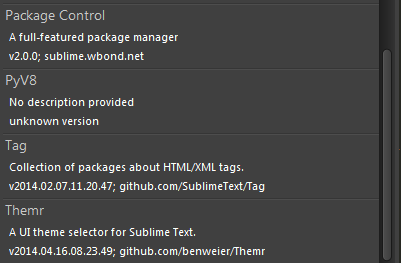 Package Control
A full-featured package manager
v2.0.0; sublime.wbond.net
PyV8
No description provided
unknown version
Tag
Collection of packages about HTML/XML tags.
v2014.02.07.11.20.47; github.com/SublimeText/Tag
Themr
A UI theme selector for Sublime Text.
v2014.04.16.08.23.49; github.com/benweier/Themr